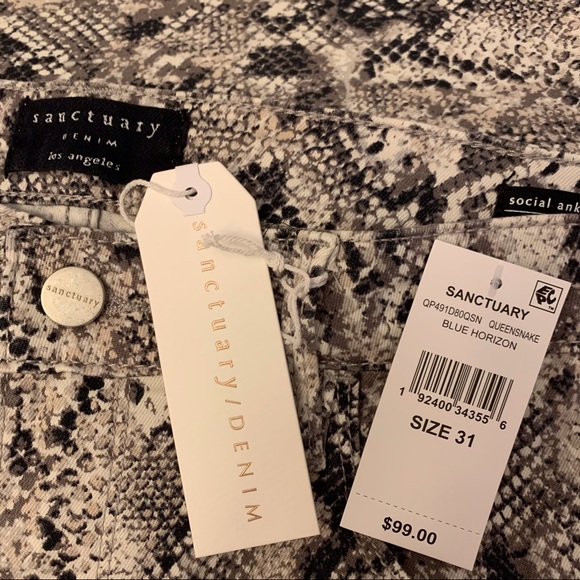 sanctuary
DENIM
los angeles
social ank
sanctuary
sanctuary/DENIM
SANCTUARY
QP491D80QSN QUEENSNAKE
BLUE HORIZON
1 92400 34355 6
SIZE 31
$99.00